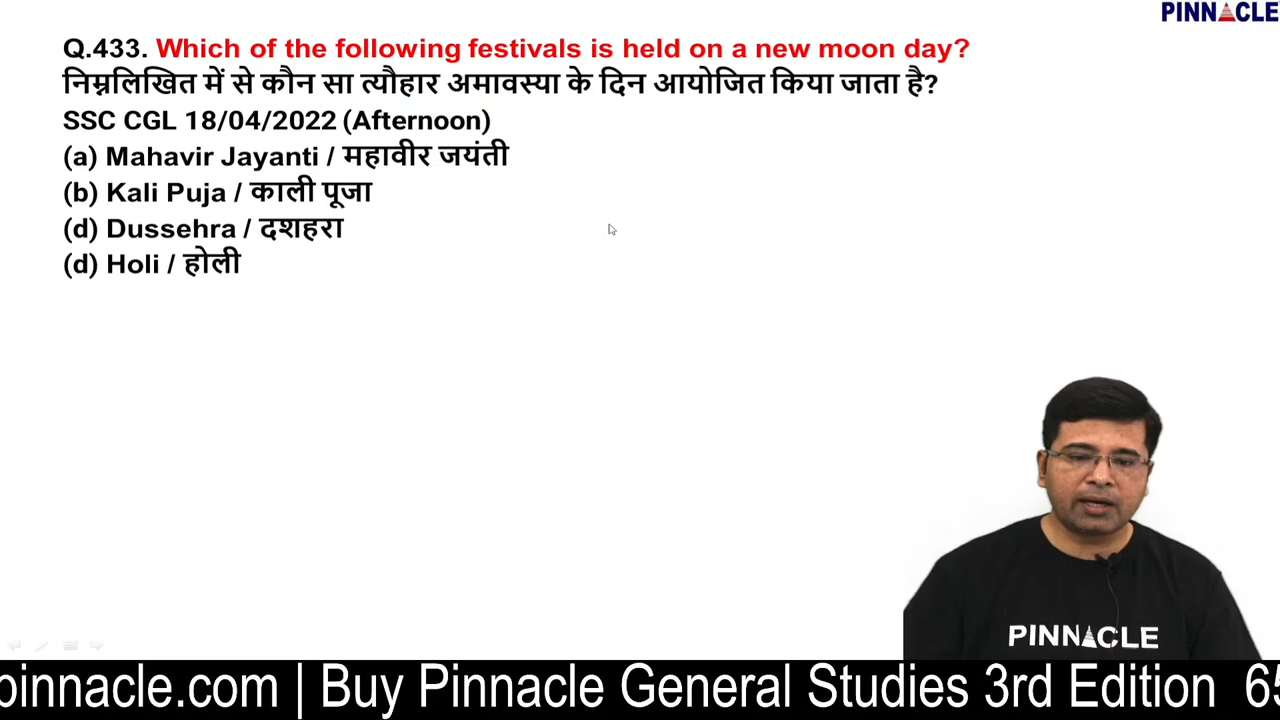 PINNACLE
Q.433. Which of the following festivals is held on a new moon day?
निम्नलिखित में से कौन सा त्यौहार अमावस्या के दिन आयोजित किया जाता है?
SSC CGL 18/04/2022 (Afternoon)
(a) Mahavir Jayanti / महावीर जयंती
(b) Kali Puja / काली पूजा
(d) Dussehra / दशहरा
(d) Holi / होली
PINNACLE
pinnacle.com | Buy Pinnacle General Studies 3rd Edition 65